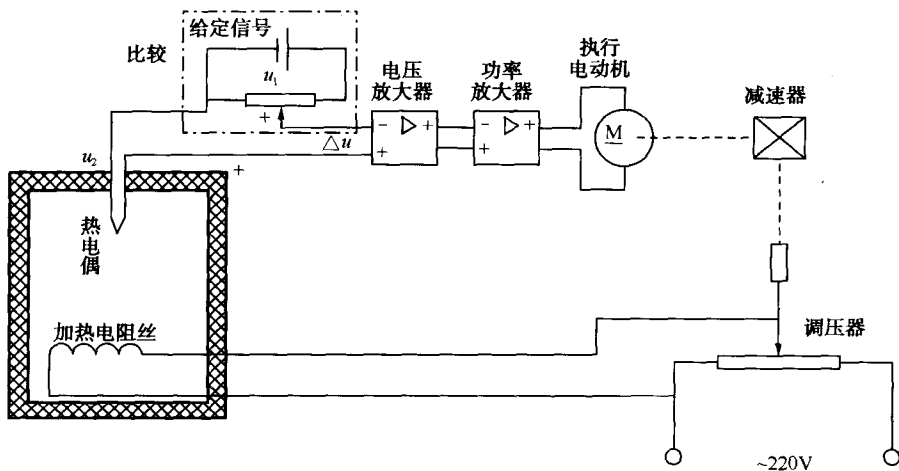 给定信号
比较
u₁
+
Δu
电压
放大器
- ▷ +
+
功率
放大器
- ▷ +
+
执行
电动机
M
减速器
u₂
+
热电偶
加热电阻丝
调压器
~220V